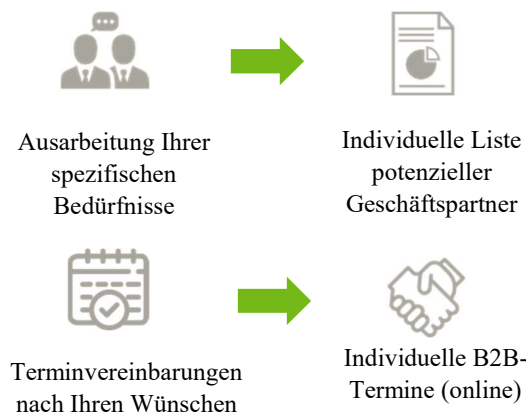 Ausarbeitung Ihrer
spezifischen
Bedürfnisse
Individuelle Liste
potenzieller
Geschäftspartner
Terminvereinbarungen
nach Ihren Wünschen
Individuelle B2B-
Termine (online)